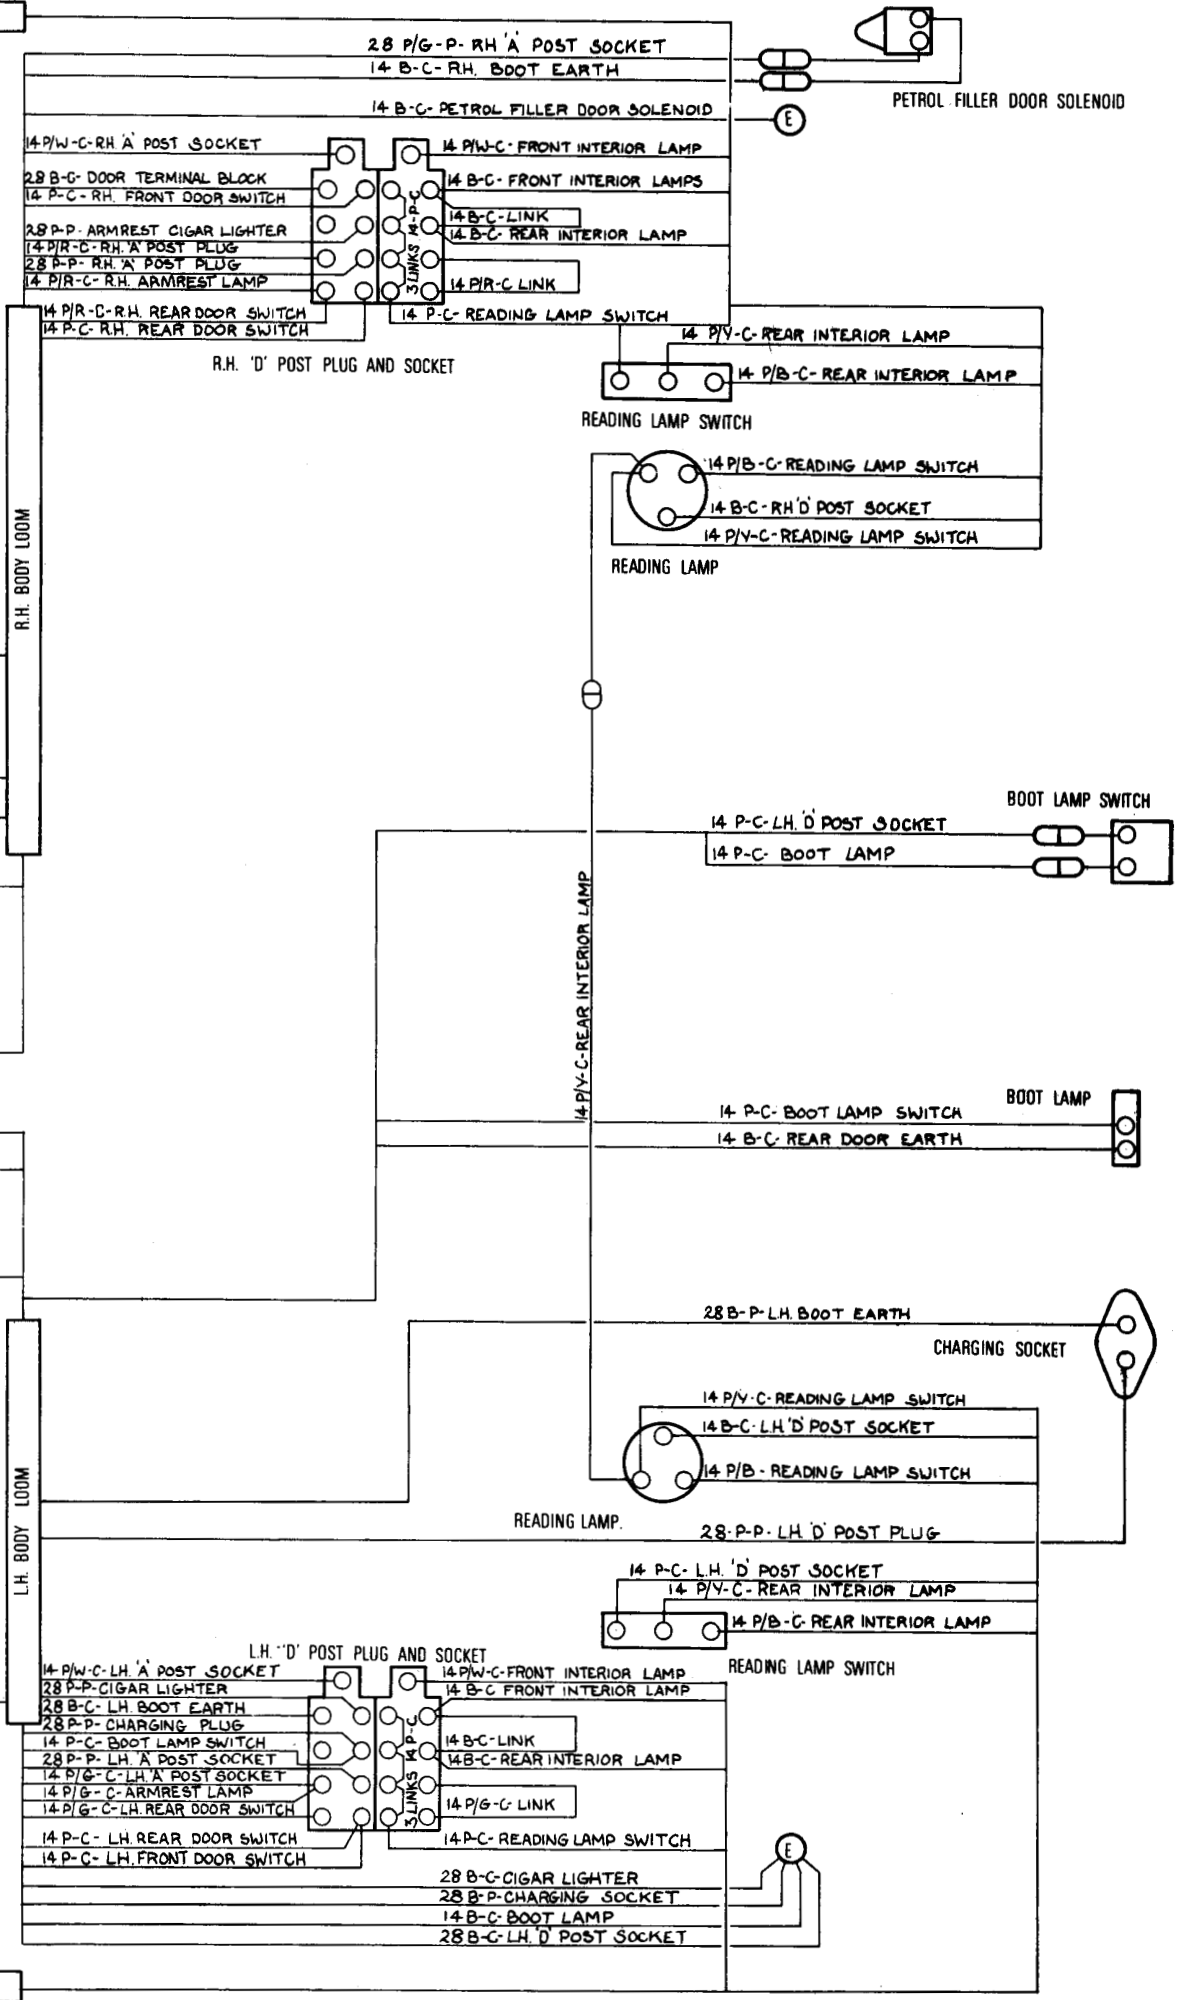 28 P/G-P- RH 'A' POST SOCKET
14 B-C- R.H. BOOT EARTH
PETROL FILLER DOOR SOLENOID
14 B-C- PETROL FILLER DOOR SOLENOID
E
14 P/W-C-RH 'A' POST SOCKET
14 P/W-C- FRONT INTERIOR LAMP
28 B-C- DOOR TERMINAL BLOCK
14 B-C- FRONT INTERIOR LAMPS
14 P-C- RH. FRONT DOOR SWITCH
14 B-C-LINK
28 P-P- ARMREST CIGAR LIGHTER
14 B-C- REAR INTERIOR LAMP
14 P/R-C-RH.'A' POST PLUG
28 P-P- RH.'A' POST PLUG
3 LINKS 14-P-C
14 P/R-C- R.H. ARMREST LAMP
14 P/R-C LINK
14 P/R-C-R.H. REAR DOOR SWITCH
14 P-C- READING LAMP SWITCH
14 P-C- R.H. REAR DOOR SWITCH
14 P/Y-C-REAR INTERIOR LAMP
R.H. 'D' POST PLUG AND SOCKET
14 P/B-C- REAR INTERIOR LAMP
READING LAMP SWITCH
14 P/B-C-READING LAMP SWITCH
14 B-C-RH'D' POST SOCKET
14 P/Y-C-READING LAMP SWITCH
READING LAMP
R.H. BODY LOOM
BOOT LAMP SWITCH
14 P-C-LH.'D' POST SOCKET
14 P-C- BOOT LAMP
14 P/Y-C-REAR INTERIOR LAMP
BOOT LAMP
14 P-C- BOOT LAMP SWITCH
14 B-C- REAR DOOR EARTH
28 B-P-L.H. BOOT EARTH
CHARGING SOCKET
14 P/Y-C-READING LAMP SWITCH
14 B-C-L.H.'D' POST SOCKET
14 P/B - READING LAMP SWITCH
READING LAMP.
28-P-P- LH.'D' POST PLUG
L.H. BODY LOOM
14 P-C- L.H. 'D' POST SOCKET
14 P/Y-C- REAR INTERIOR LAMP
14 P/B-C-REAR INTERIOR LAMP
READING LAMP SWITCH
L.H. 'D' POST PLUG AND SOCKET
14 P/W-C-LH.'A' POST SOCKET
14 P/W-C-FRONT INTERIOR LAMP
28 P-P-CIGAR LIGHTER
14 B-C FRONT INTERIOR LAMP
28 B-C- LH. BOOT EARTH
28 P-P- CHARGING PLUG
14 P-C- BOOT LAMP SWITCH
14 B-C-LINK
28 P-P- LH.'A' POST SOCKET
14 B-C-REAR INTERIOR LAMP
14 P/G-C-LH.'A' POST SOCKET
3 LINKS 14 P-C
14 P/G-C-ARMREST LAMP
14 P/G-C LINK
14 P/G-C-LH.REAR DOOR SWITCH
14 P-C- LH. REAR DOOR SWITCH
14 P-C- READING LAMP SWITCH
14 P-C- LH. FRONT DOOR SWITCH
E
28 B-C-CIGAR LIGHTER
28 B-P-CHARGING SOCKET
14 B-C-BOOT LAMP
28 B-C-LH.'D' POST SOCKET